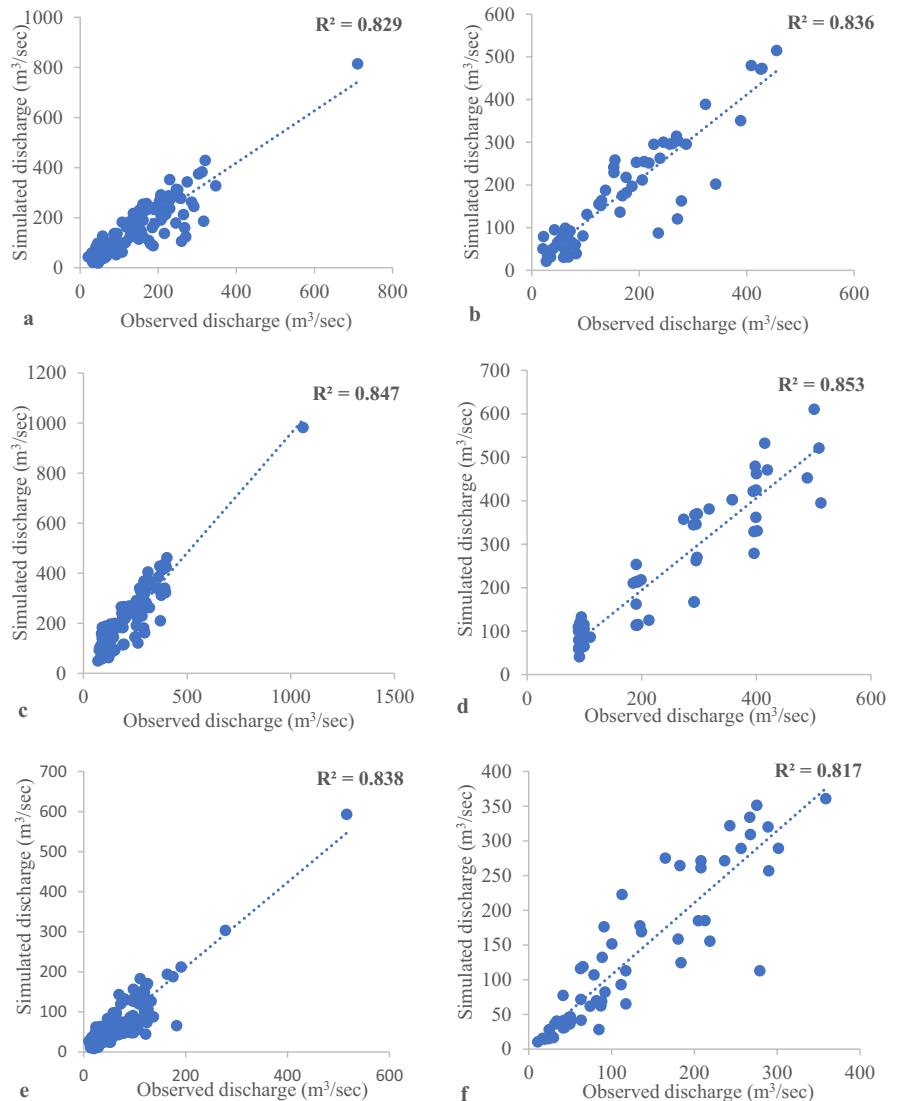 R² = 0.829
Simulated discharge (m³/sec)
1000
800
600
400
200
0
0 200 400 600 800
Observed discharge (m³/sec)
a
R² = 0.836
Simulated discharge (m³/sec)
600
500
400
300
200
100
0
0 200 400 600
Observed discharge (m³/sec)
b
R² = 0.847
Simulated discharge (m³/sec)
1200
1000
800
600
400
200
0
0 500 1000 1500
Observed discharge (m³/sec)
c
R² = 0.853
Simulated discharge (m³/sec)
700
600
500
400
300
200
100
0
0 200 400 600
Observed discharge (m³/sec)
d
R² = 0.838
Simulated discharge (m³/sec)
700
600
500
400
300
200
100
0
0 200 400 600
Observed discharge (m³/sec)
e
R² = 0.817
Simulated discharge (m³/sec)
400
350
300
250
200
150
100
50
0
0 100 200 300 400
Observed discharge (m³/sec)
f